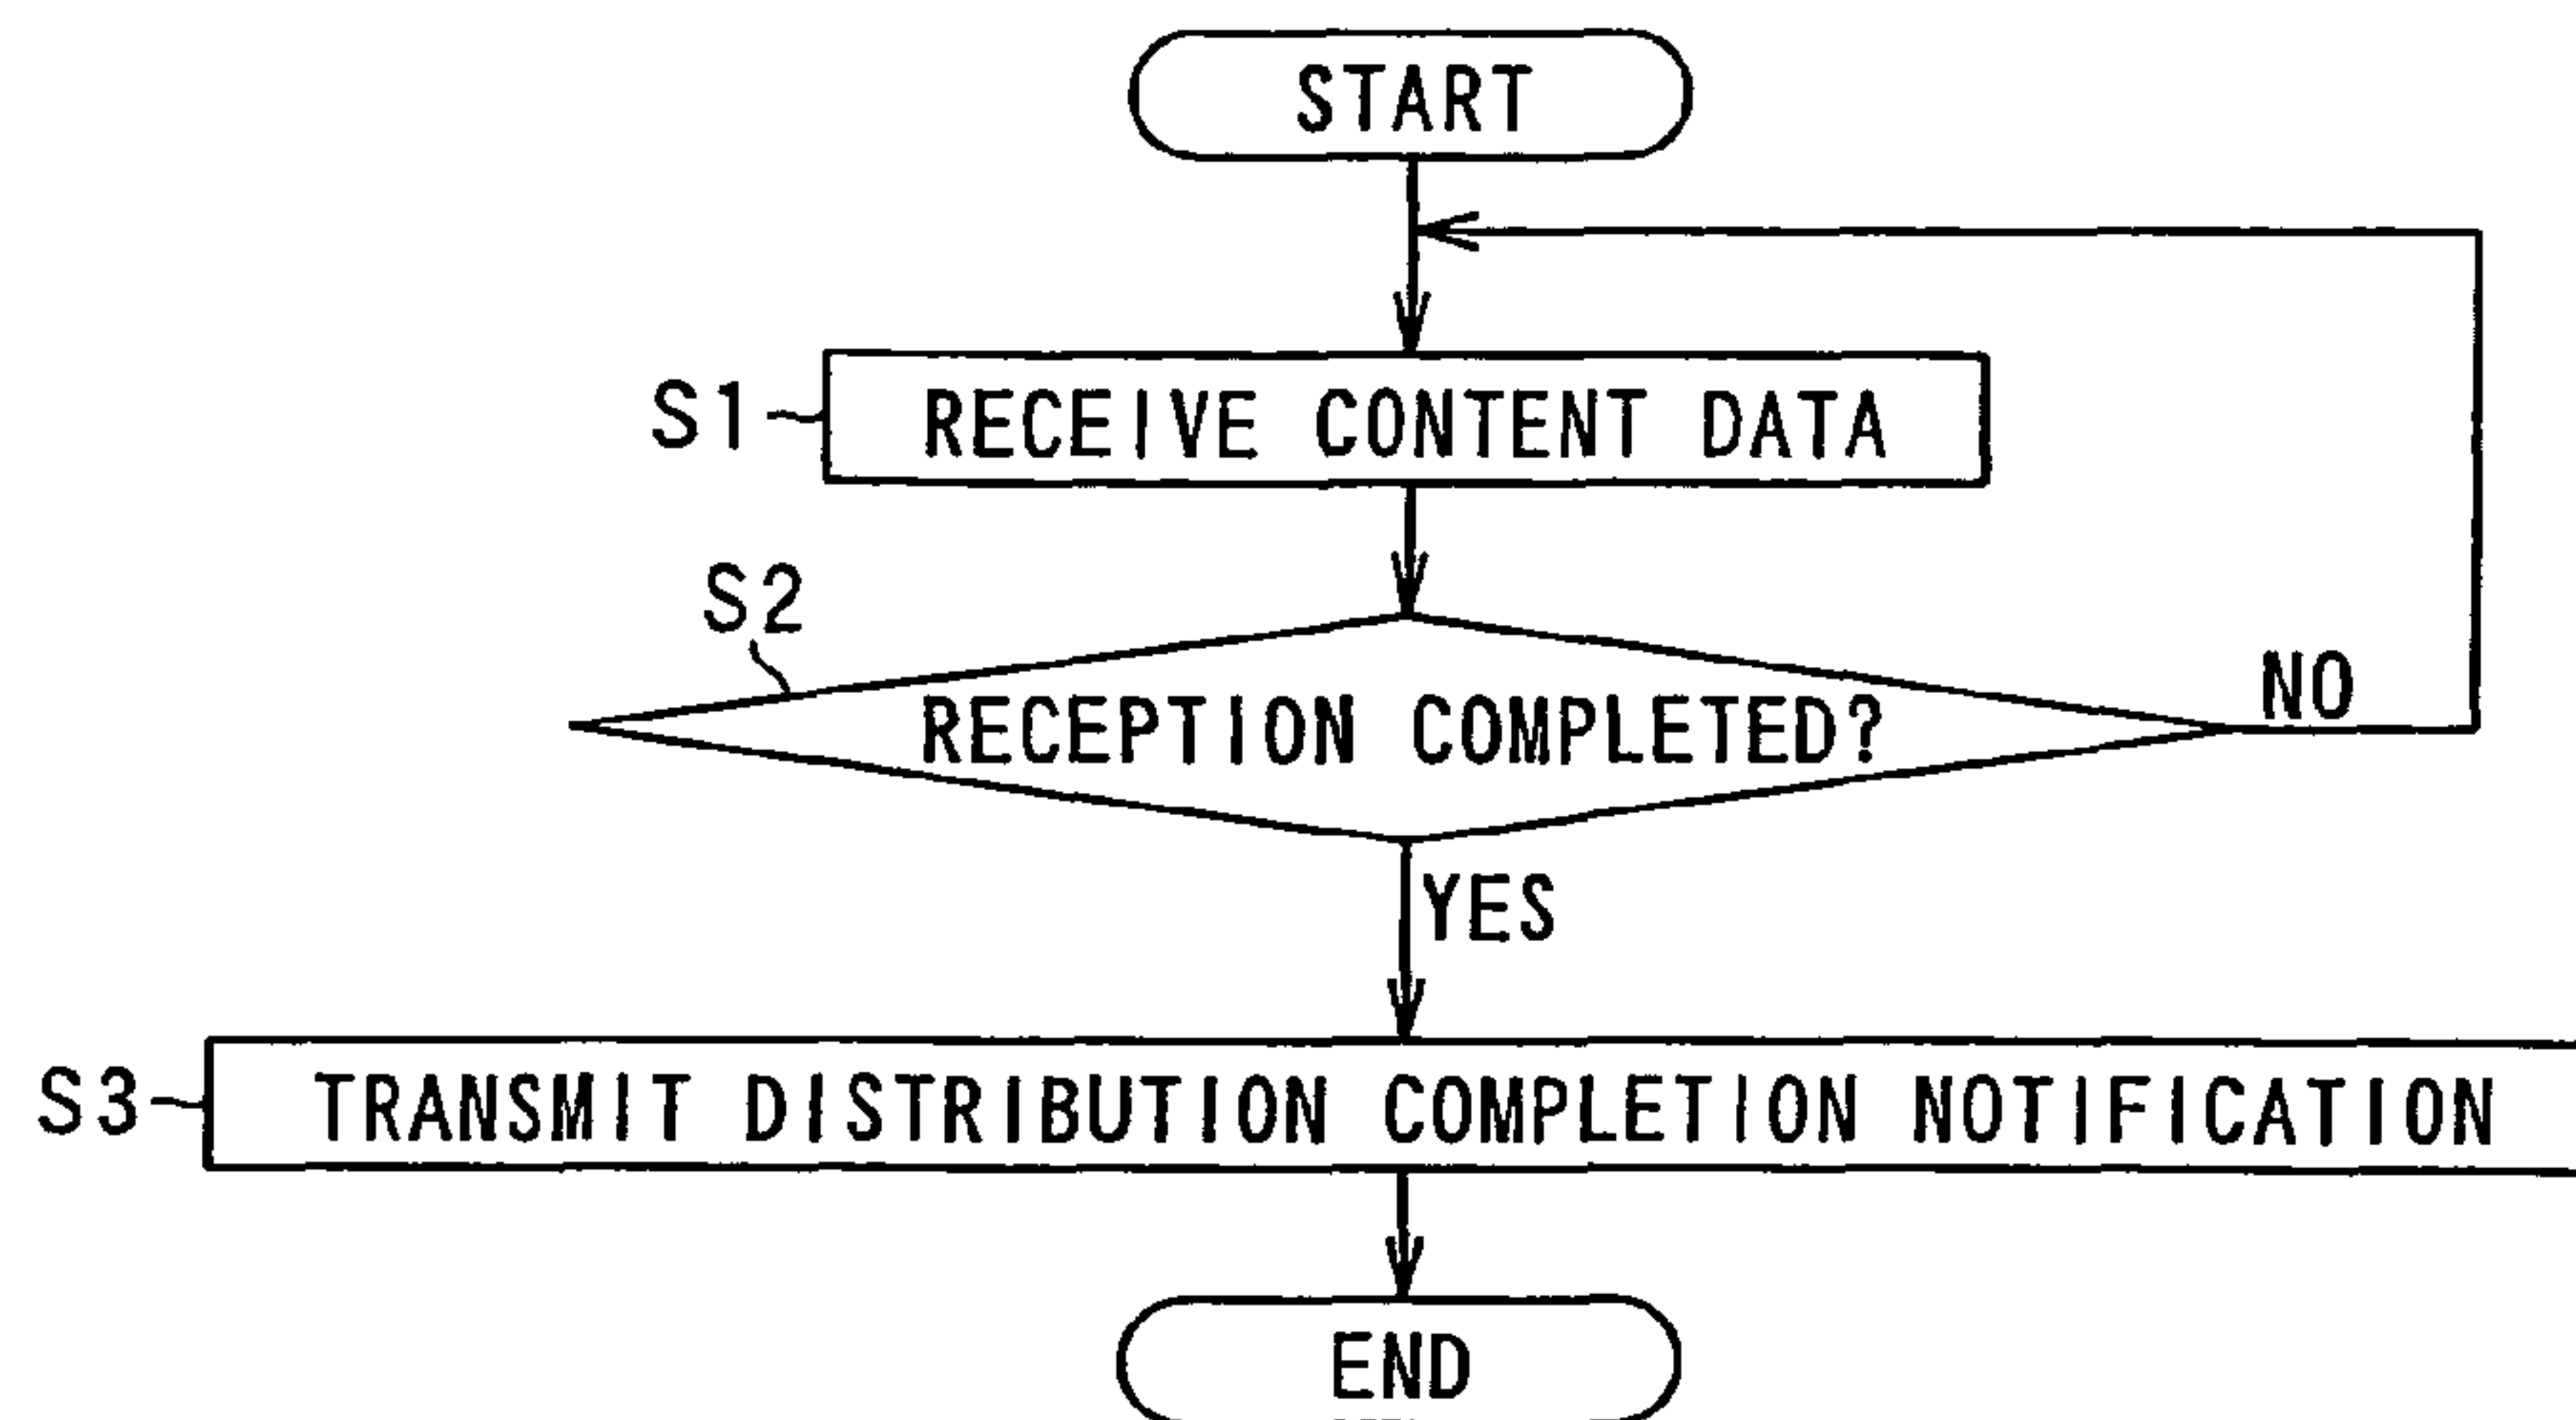 START
S1 RECEIVE CONTENT DATA
S2
RECEPTION COMPLETED?
NO
YES
S3 TRANSMIT DISTRIBUTION COMPLETION NOTIFICATION
END